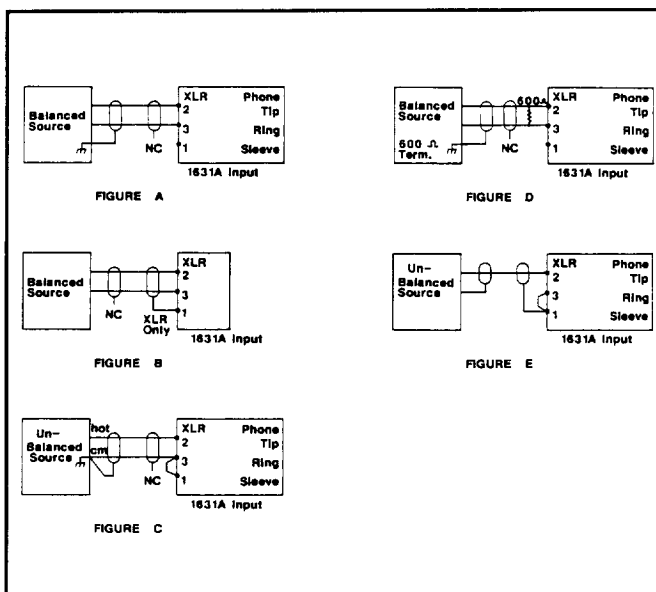 XLR Phone
2 Tip
Balanced
Source
3 Ring
NC
1 Sleeve
1631A Input
FIGURE A
XLR
2
Balanced
Source
3
NC
XLR
Only
1
1631A Input
FIGURE B
Un-
Balanced
Source
hot
cm
XLR Phone
2 Tip
3 Ring
NC
1 Sleeve
1631A Input
FIGURE C
Balanced
Source
600 Ω
Term.
600Ω
XLR Phone
2 Tip
3 Ring
NC
1 Sleeve
1631A Input
FIGURE D
Un-
Balanced
Source
XLR Phone
2 Tip
3 Ring
1 Sleeve
1631A Input
FIGURE E